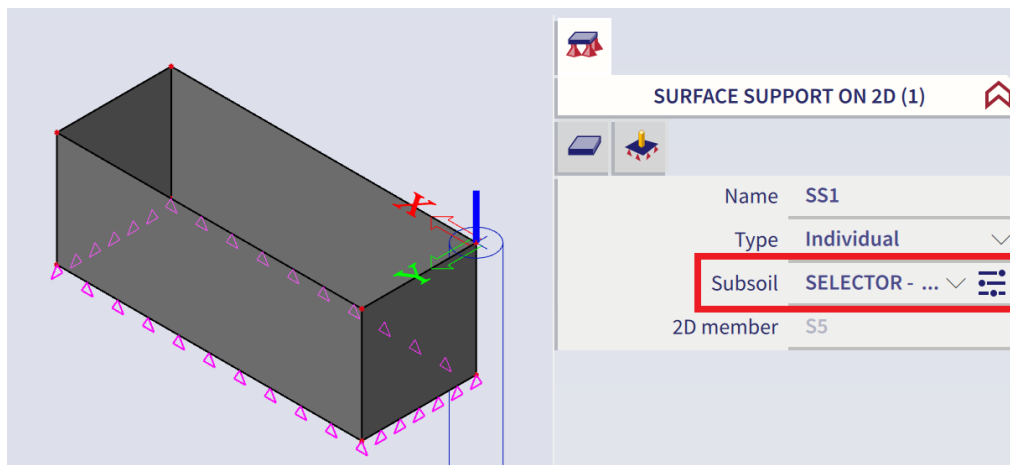 X
Y
SURFACE SUPPORT ON 2D (1)
Name SS1
Type Individual
Subsoil SELECTOR - ...
2D member S5